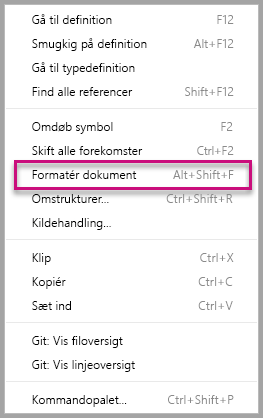 Gå til definition F12
Smugkig på definition Alt+F12
Gå til typedefinition
Find alle referencer Shift+F12
Omdøb symbol F2
Skift alle forekomster Ctrl+F2
Formatér dokument Alt+Shift+F
Omstrukturer... Ctrl+Shift+R
Kildehandling...
Klip Ctrl+X
Kopiér Ctrl+C
Sæt ind Ctrl+V
Git: Vis filoversigt
Git: Vis linjeoversigt
Kommandopalet... Ctrl+Shift+P